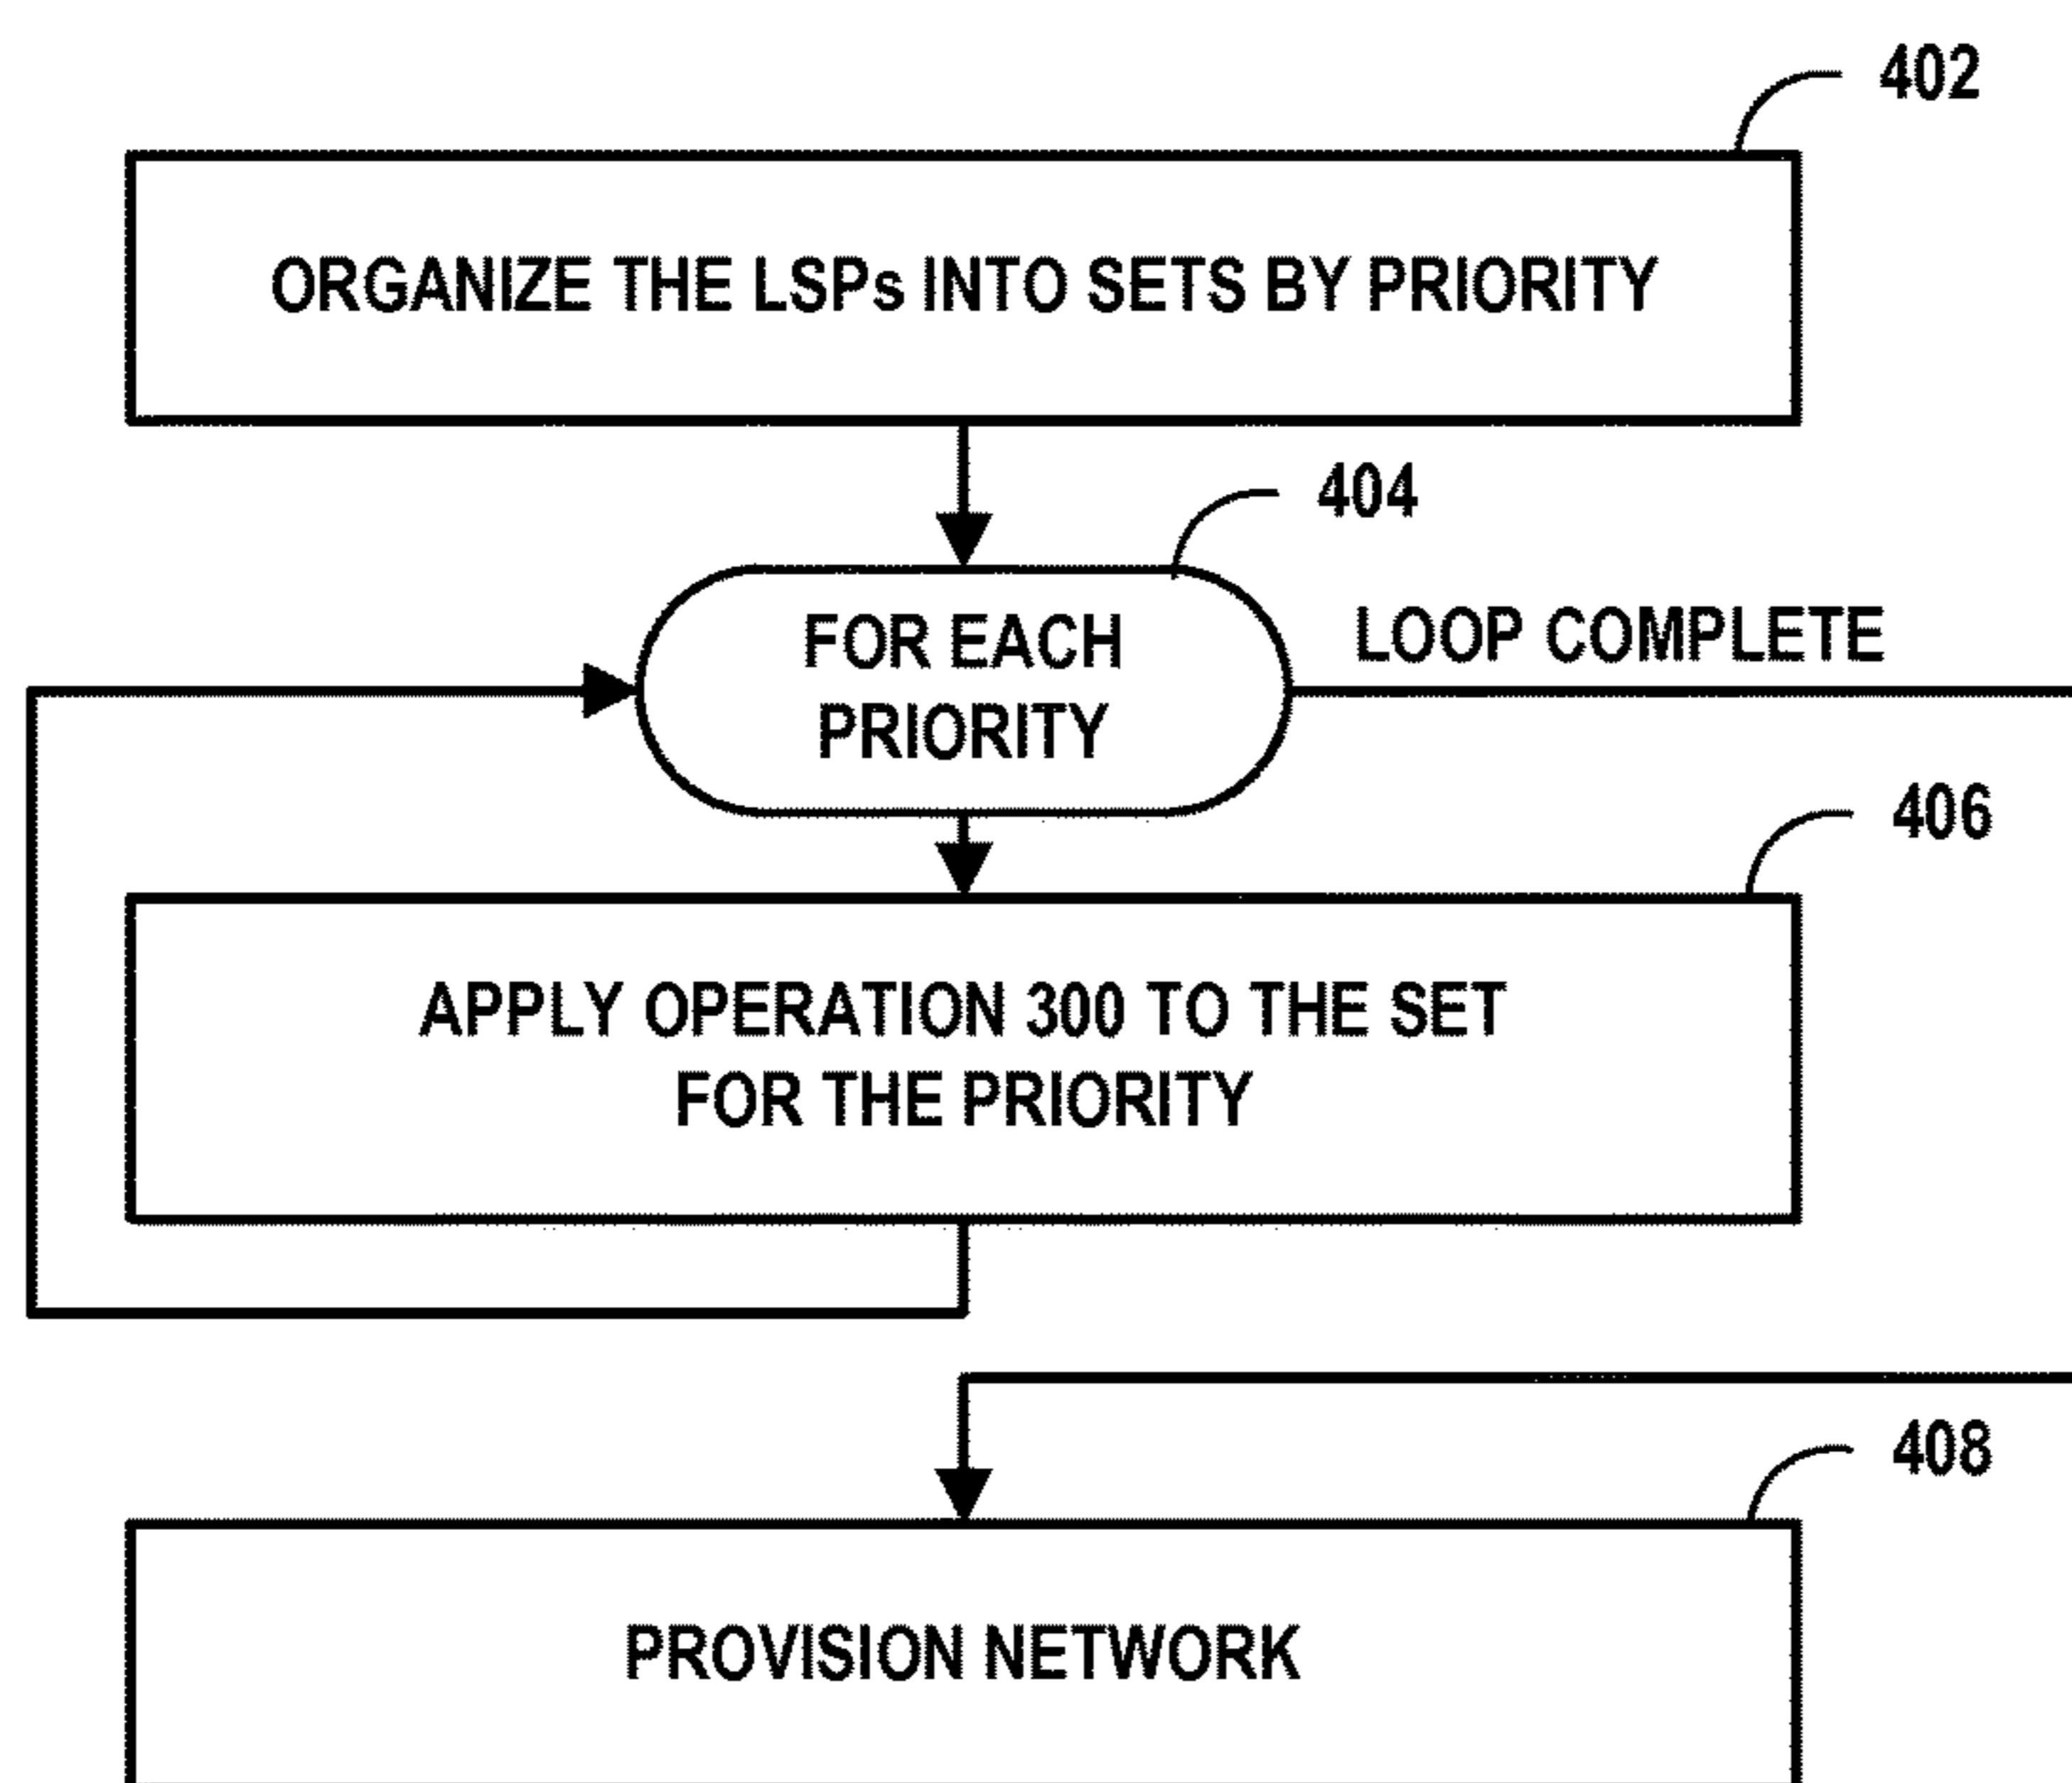 402
ORGANIZE THE LSPs INTO SETS BY PRIORITY
404
FOR EACH
PRIORITY
LOOP COMPLETE
406
APPLY OPERATION 300 TO THE SET
FOR THE PRIORITY
408
PROVISION NETWORK